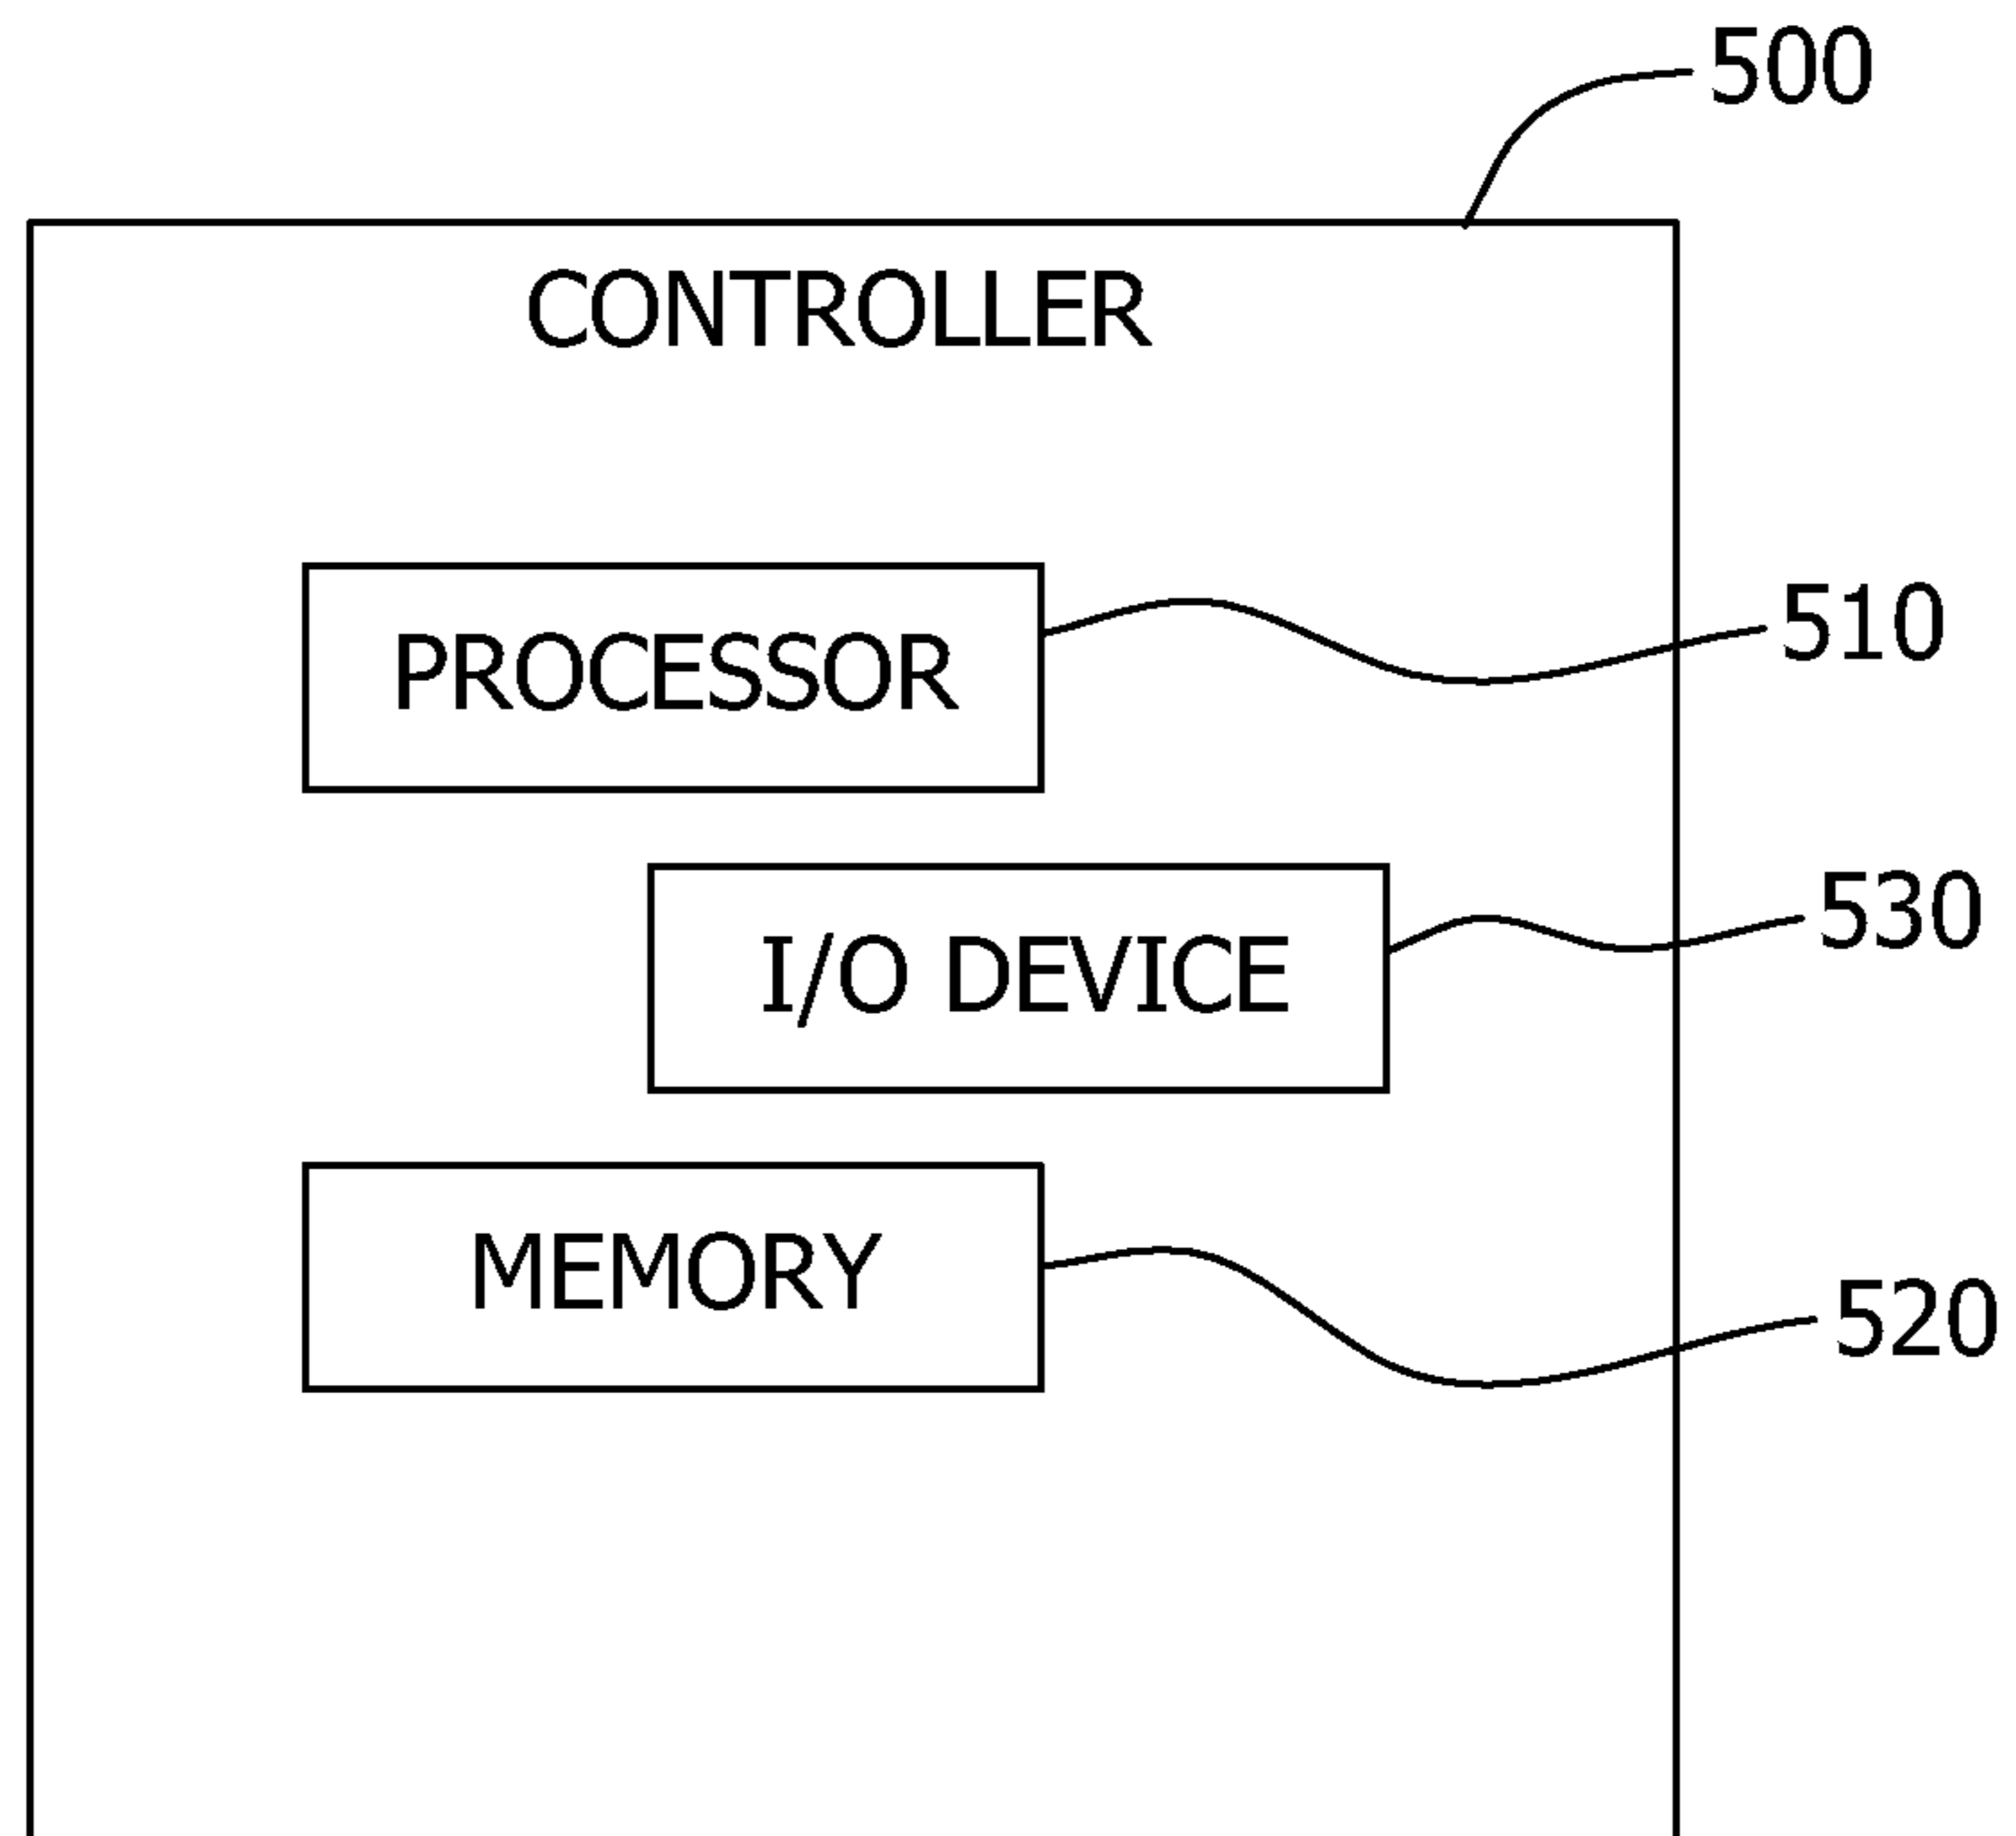 500
CONTROLLER
PROCESSOR
510
I/O DEVICE
530
MEMORY
520